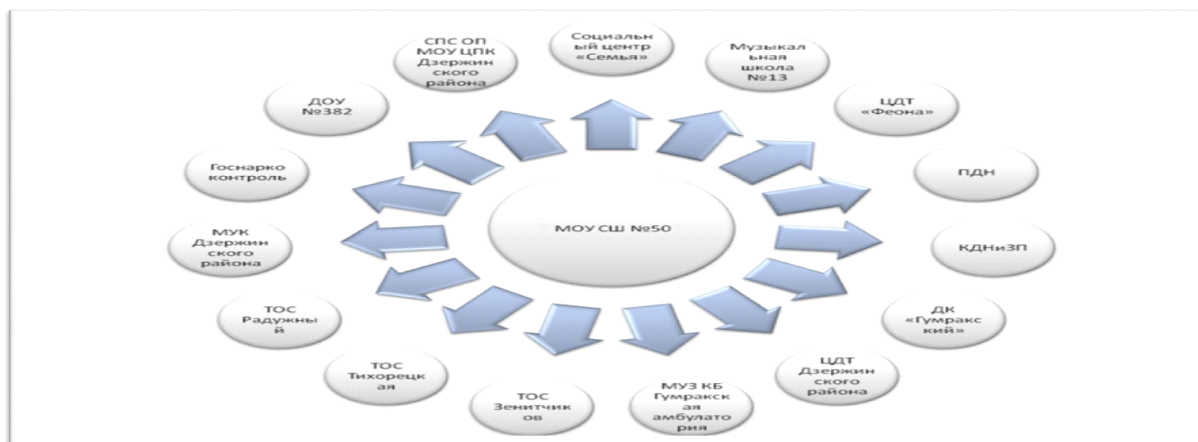 Социальн
ый центр
«Семья»
Музыкал
ьная
школа
№13
ЦДТ
«Феона»
ПДН
КДНиЗП
ДК
«Гумракс
кий»
ЦДТ
Дзержин
ского
района
МУЗ КБ
Гумракск
ая
амбулато
рия
ТОС
Зенитчик
ов
ТОС
Тихорецк
ая
ТОС
Радужны
й
МУК
Дзержин
ского
района
Госнарко
контроль
ДОУ
№382
СПС ОП
МОУ ЦПК
Дзержин
ского
района
МОУ СШ №50